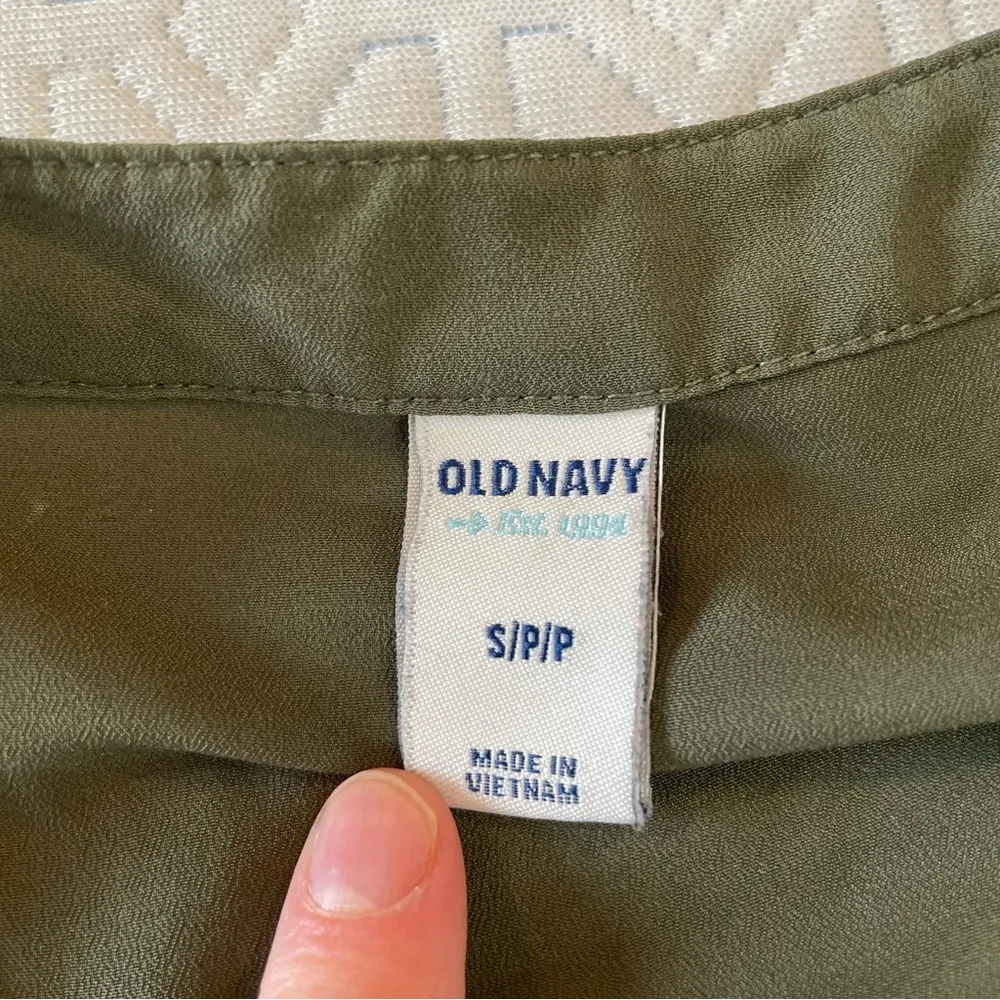 OLD NAVY
Est. 1994
S/P/P
MADE IN
VIETNAM